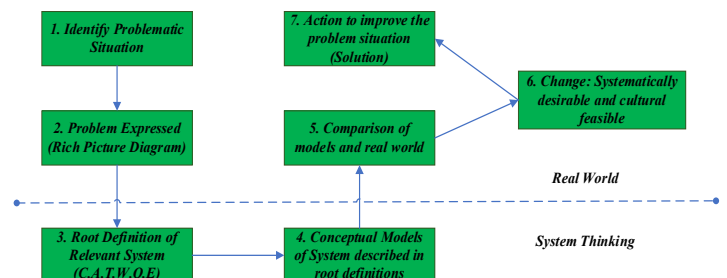 1. Identify Problematic
Situation
7. Action to improve the
problem situation
(Solution)
6. Change: Systematically
desirable and cultural
feasible
2. Problem Expressed
(Rich Picture Diagram)
5. Comparison of
models and real world
Real World
3. Root Definition of
Relevant System
(C.A.T.W.O.E)
4. Conceptual Models
of System described in
root definitions
System Thinking